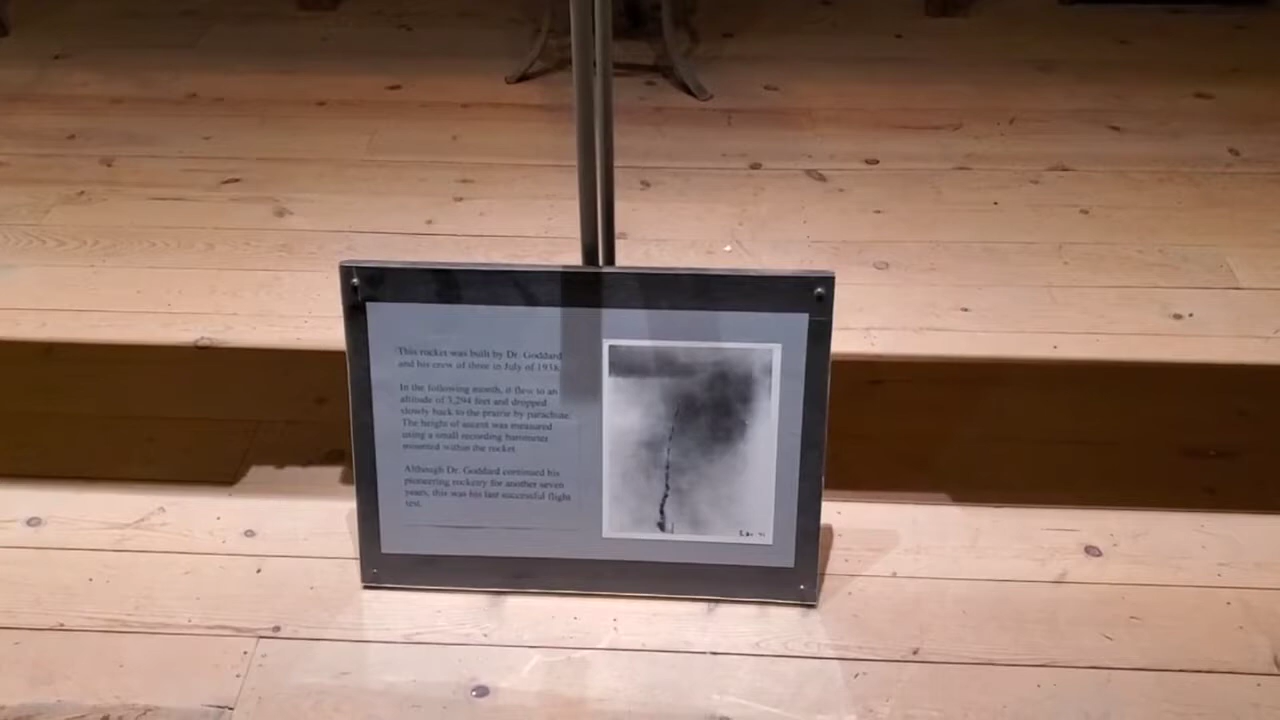 This rocket was built by Dr. Goddard
and his crew of three in July of 1938.
In the following month, it flew to an
altitude of 3,294 feet and dropped
slowly back to the prairie by parachute.
The height of ascent was measured
using a small recording barometer
mounted within the rocket
Although Dr. Goddard continued his
pioneering rocketry for another seven
years, this was his last successful flight
test.